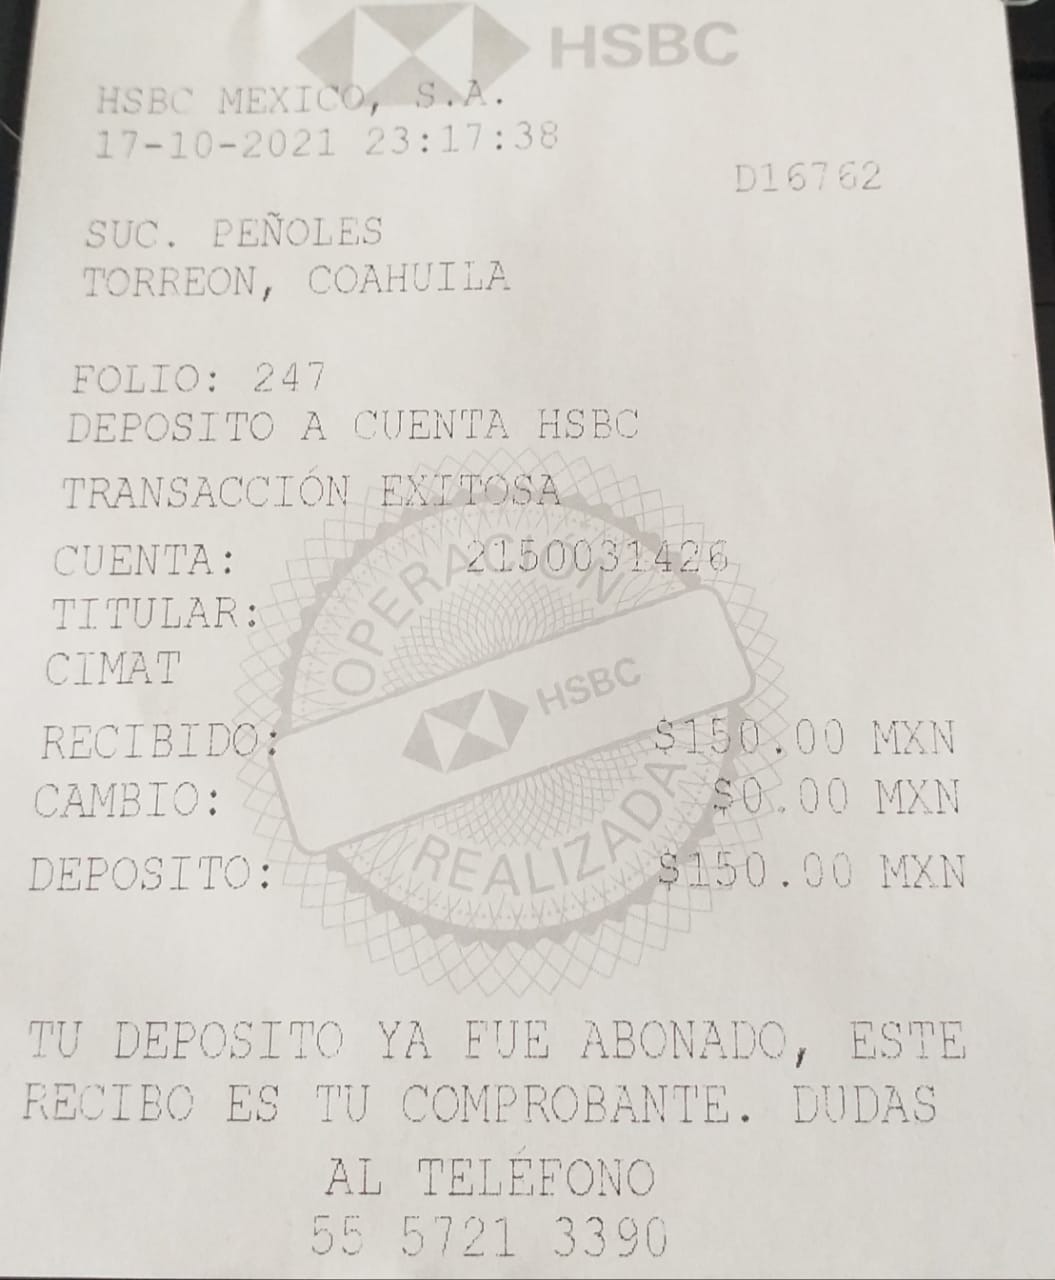 HSBC
HSBC MEXICO, S.A.
17-10-2021 23:17:38
D16762
SUC. PEÑOLES
TORREON, COAHUILA
FOLIO: 247
DEPOSITO A CUENTA HSBC
TRANSACCIÓN EXITOSA
CUENTA: 2150031426
TITULAR:
CIMAT
OPERACIÓN
HSBC
REALIZADA
RECIBIDO: $150.00 MXN
CAMBIO: $0.00 MXN
DEPOSITO: $150.00 MXN
TU DEPOSITO YA FUE ABONADO, ESTE
RECIBO ES TU COMPROBANTE. DUDAS
AL TELÉFONO
55 5721 3390